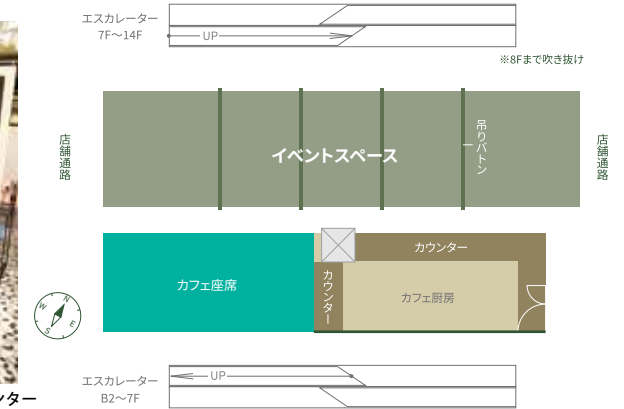 エスカレーター
7F〜14F
UP
※8Fまで吹き抜け
店舗通路
イベントスペース
吊りバトン
店舗通路
カウンター
カフェ座席
カウンター
カフェ厨房
N
W
E
S
ンター
エスカレーター
B2〜7F
UP